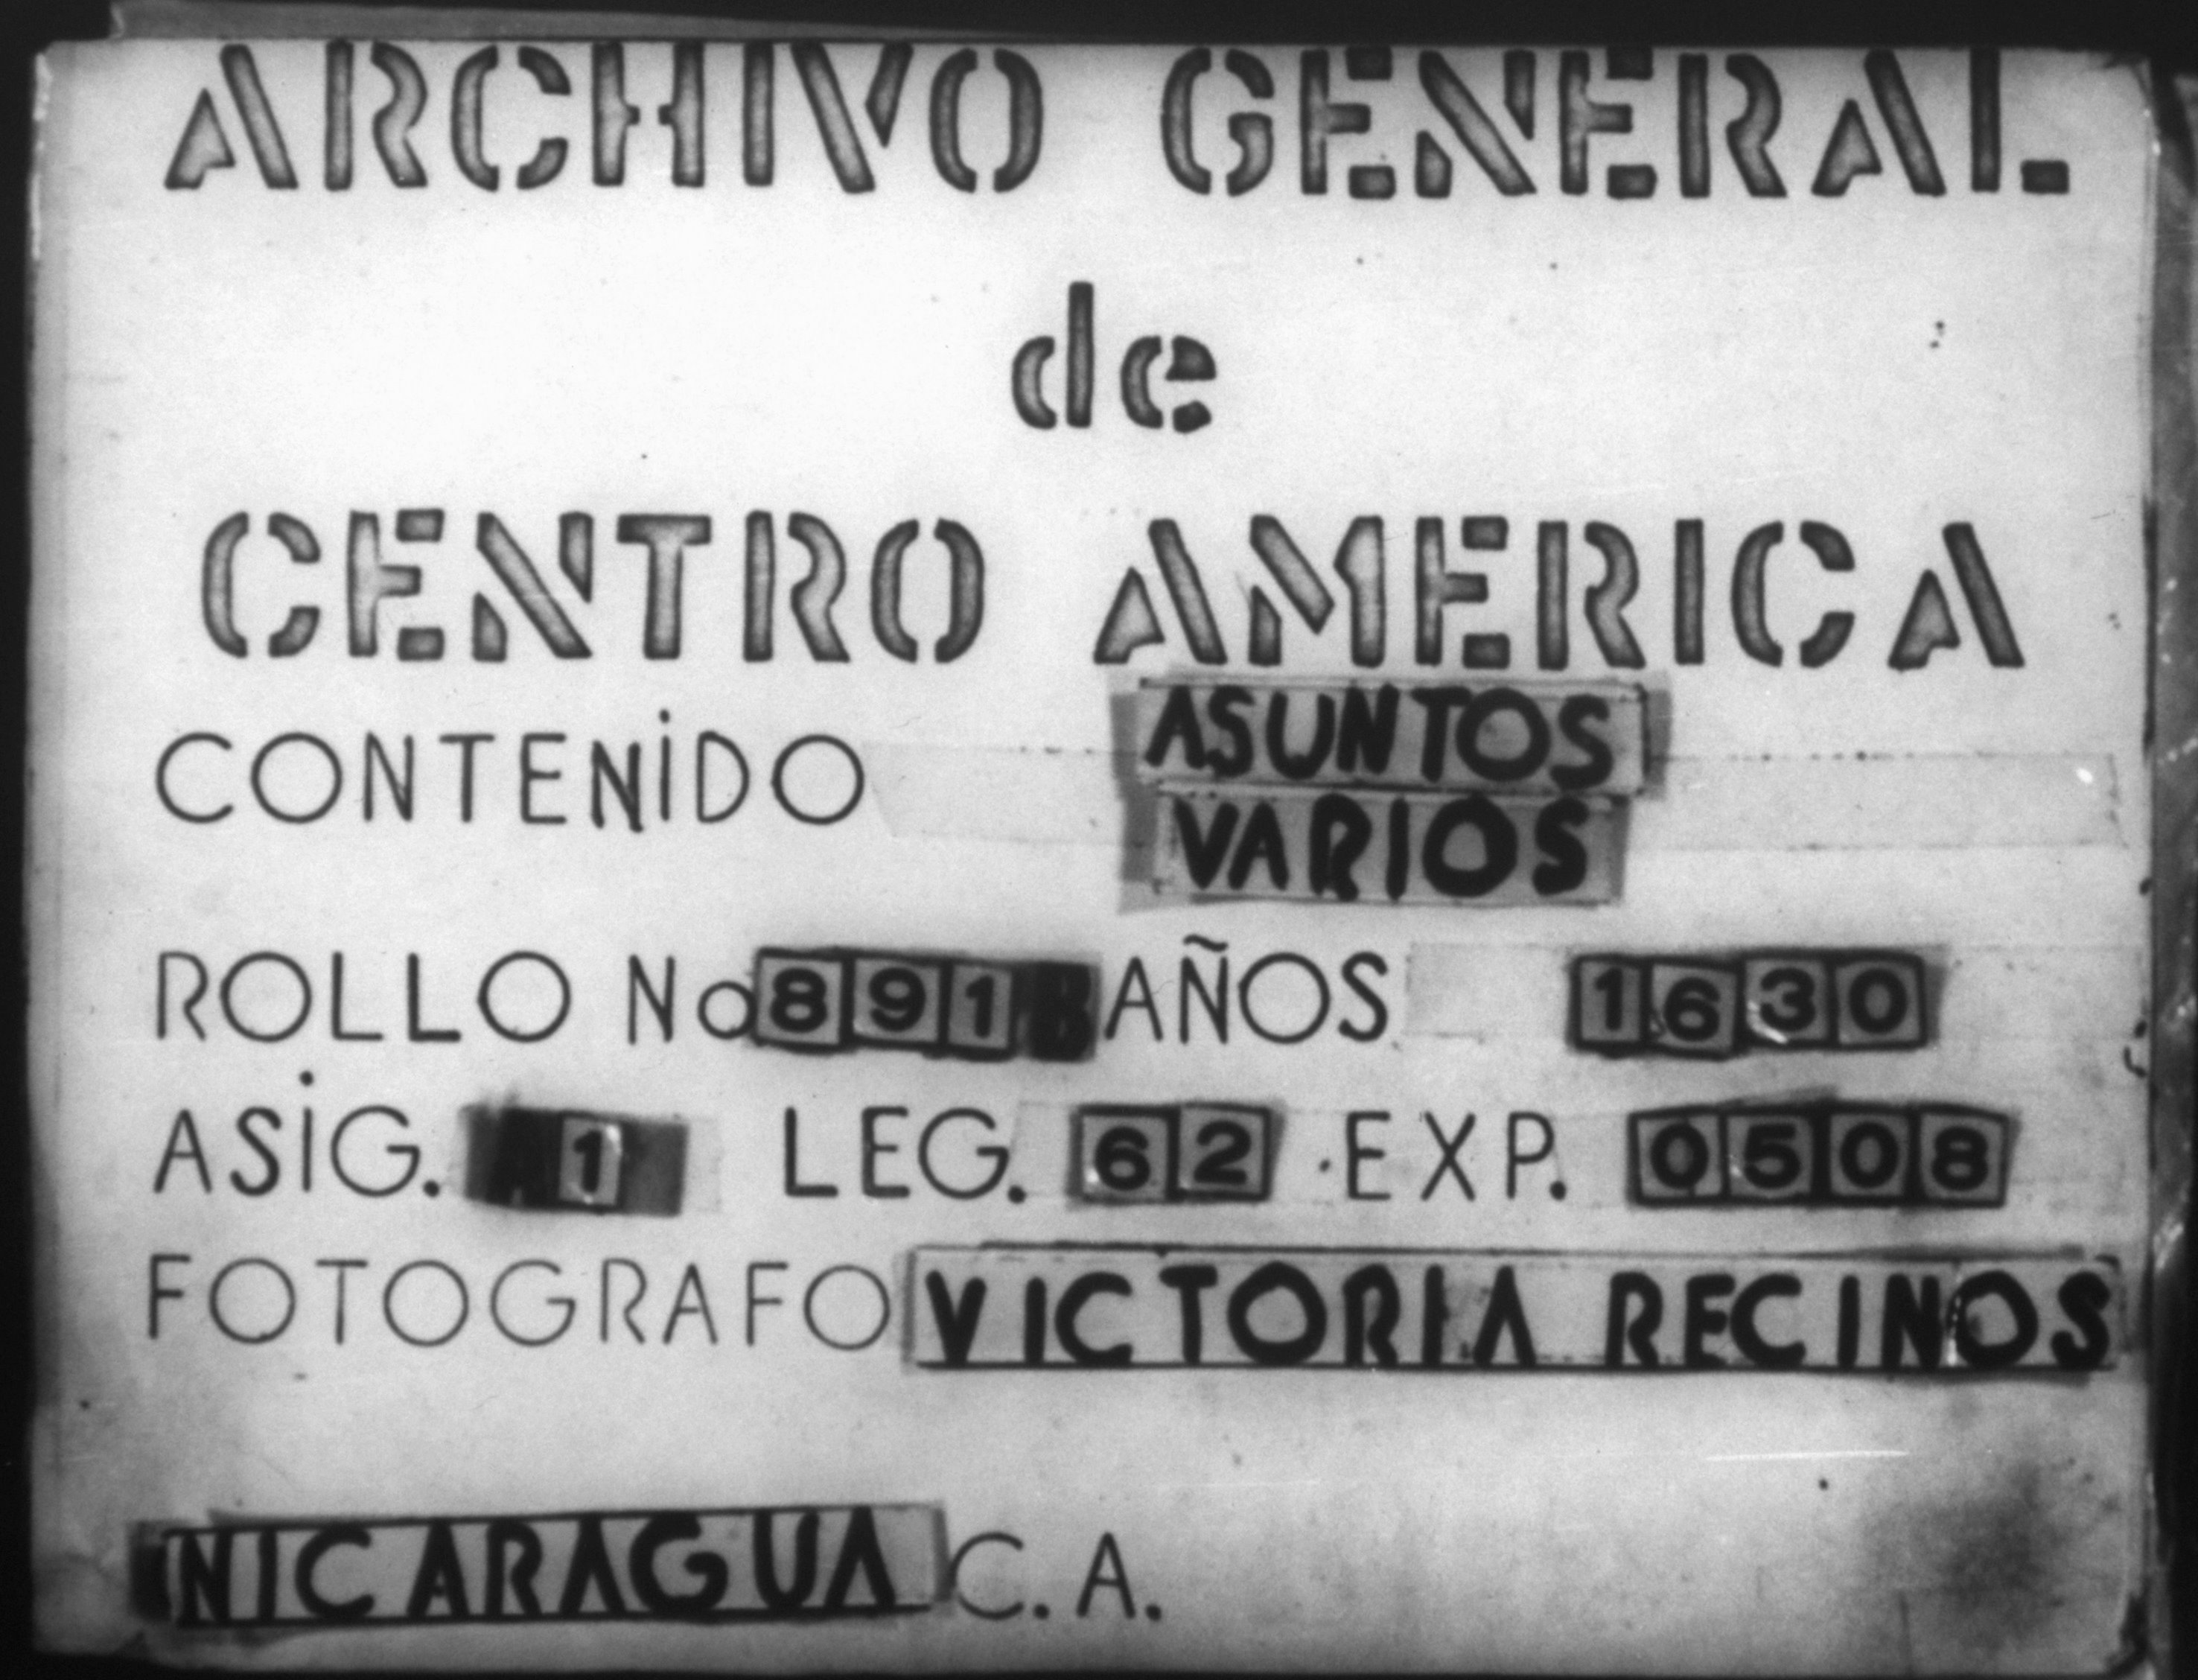 ARCHIVO GENERAL
de
CENTRO AMERICA
CONTENIDO ASUNTOS
VARIOS
ROLLO No 891 AÑOS 1630
ASIG. 1 LEG. 62 EXP. 0508
FOTOGRAFO VICTORIA RECINOS
NICARAGUA C. A.